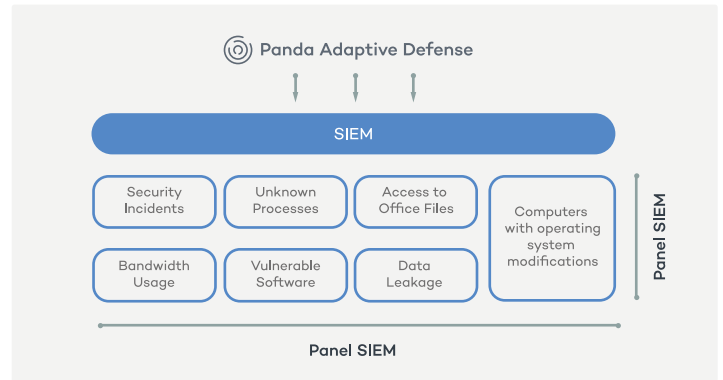 Panda Adaptive Defense
SIEM
Security
Incidents
Unknown
Processes
Access to
Office Files
Computers
with operating
system
modifications
Bandwidth
Usage
Vulnerable
Software
Data
Leakage
Panel SIEM
Panel SIEM